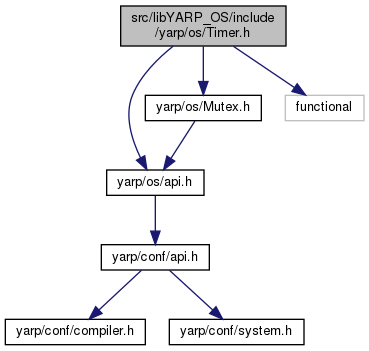 src/libYARP_OS/include
/yarp/os/Timer.h
yarp/os/Mutex.h
functional
yarp/os/api.h
yarp/conf/api.h
yarp/conf/compiler.h
yarp/conf/system.h